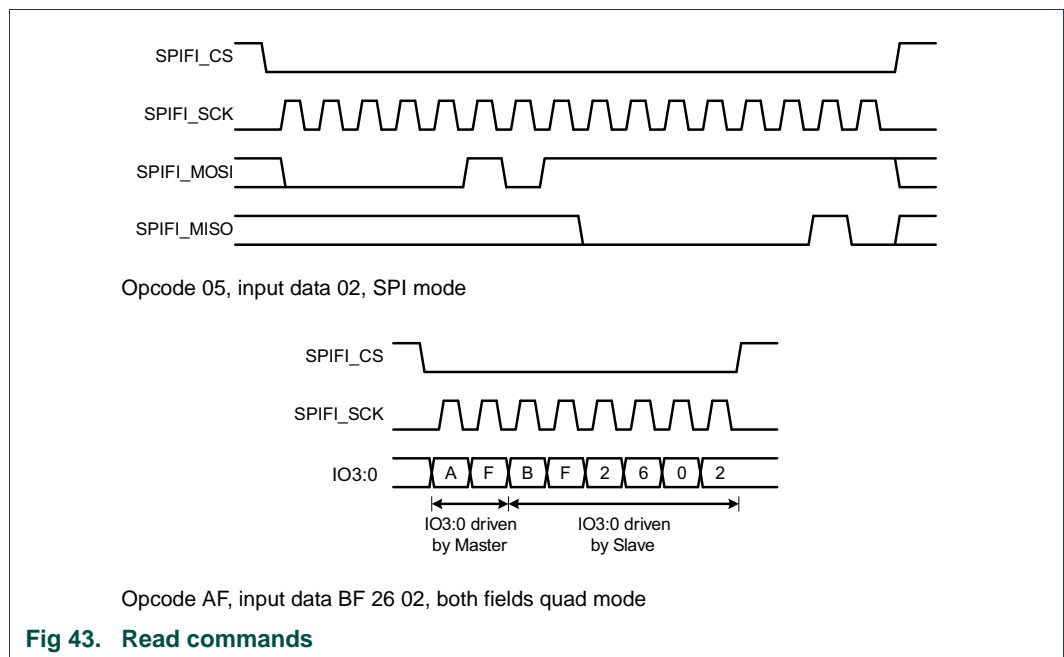 SPIFI_CS
SPIFI_SCK
SPIFI_MOSI
SPIFI_MISO
Opcode 05, input data 02, SPI mode
SPIFI_CS
SPIFI_SCK
IO3:0 A F B F 2 6 0 2
IO3:0 driven by Master
IO3:0 driven by Slave
Opcode AF, input data BF 26 02, both fields quad mode
Fig 43. Read commands